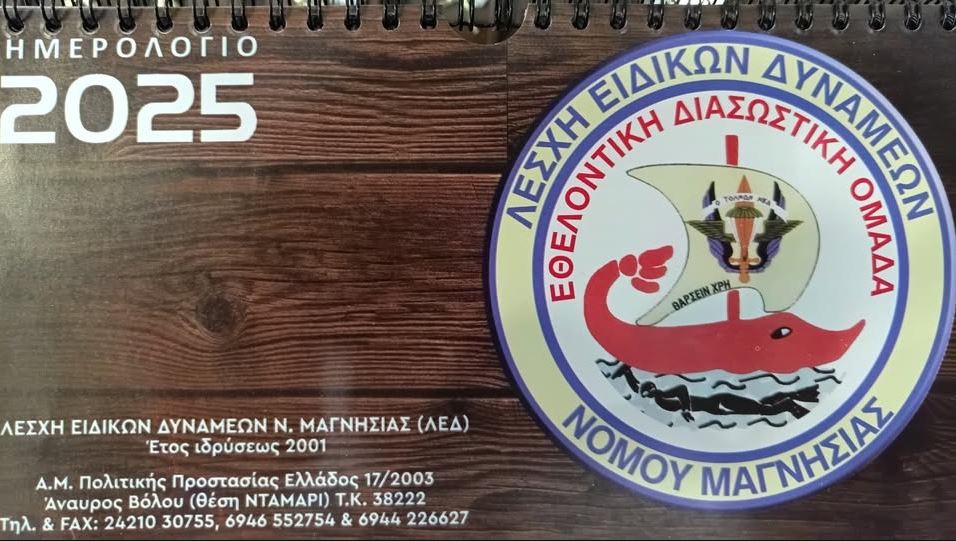 ΗΜΕΡΟΛΟΓΙΟ
2025
ΛΕΣΧΗ ΕΙΔΙΚΩΝ ΔΥΝΑΜΕΩΝ
ΕΘΕΛΟΝΤΙΚΗ ΔΙΑΣΩΣΤΙΚΗ ΟΜΑΔΑ
Ο ΤΟΛΜΩΝ ΝΙΚΑ
ΘΑΡΣΕΙΝ ΧΡΗ
ΝΟΜΟΥ ΜΑΓΝΗΣΙΑΣ
ΛΕΣΧΗ ΕΙΔΙΚΩΝ ΔΥΝΑΜΕΩΝ Ν. ΜΑΓΝΗΣΙΑΣ (ΛΕΔ)
Έτος ιδρύσεως 2001
Α.Μ. Πολιτικής Προστασίας Ελλάδος 17/2003
Άναυρος Βόλου (θέση ΝΤΑΜΑΡΙ) Τ.Κ. 38222
Τηλ. & FAX: 24210 30755, 6946 552754 & 6944 226627